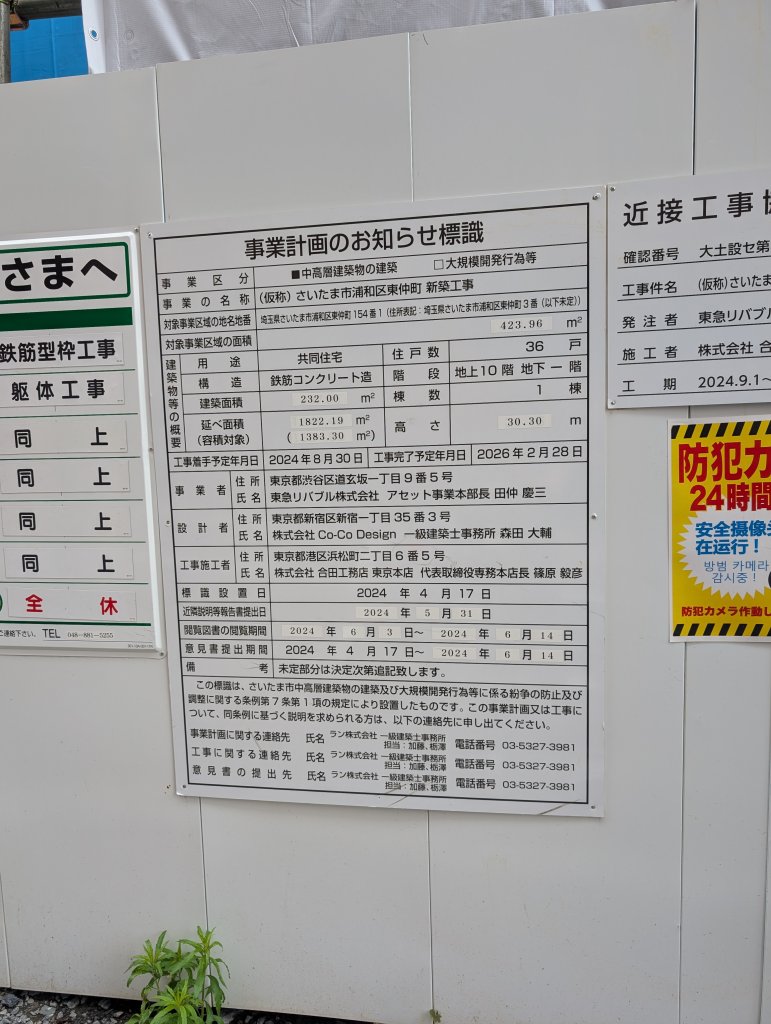 さまへ
鉄筋型枠工事
躯体工事
同 上
同 上
同 上
同 上
全 休
ご連絡下さい。 TEL 048-881-5255
事業計画のお知らせ標識
事業区分 ■中高層建築物の建築 □大規模開発行為等
事業の名称 (仮称)さいたま市浦和区東仲町 新築工事
対象事業区域の地名地番 埼玉県さいたま市浦和区東仲町154番1(住所表記:埼玉県さいたま市浦和区東仲町3番(以下未定))
対象事業区域の面積 423.96 m²
建築物等の概要
用途 共同住宅 住戸数 36 戸
構造 鉄筋コンクリート造 階段 地上10階 地下 ー 階
建築面積 232.00 m² 棟数 1 棟
延べ面積 1822.19 m² 高さ 30.30 m
(容積対象) (1383.30 m²)
工事着手予定年月日 2024年8月30日 工事完了予定年月日 2026年2月28日
事業者 住所 東京都渋谷区道玄坂一丁目9番5号
氏名 東急リバブル株式会社 アセット事業本部長 田仲 慶三
設計者 住所 東京都新宿区新宿一丁目35番3号
氏名 株式会社 Co-Co Design 一級建築士事務所 森田 大輔
工事施工者 住所 東京都港区浜松町二丁目6番5号
氏名 株式会社 合田工務店 東京本店 代表取締役専務本店長 篠原 毅彦
標識設置日 2024 年 4 月 17 日
近隣説明等報告書提出日 2024 年 5 月 31 日
閲覧図書の閲覧期間 2024 年 6 月 3 日〜 2024 年 6 月 14 日
意見書提出期間 2024 年 4 月 17 日〜 2024 年 6 月 14 日
備考 未定部分は決定次第追記致します。
この標識は、さいたま市中高層建築物の建築及び大規模開発行為等に係る紛争の防止及び
調整に関する条例第7条第1項の規定により設置したものです。この事業計画又は工事に
ついて、同条例に基づく説明を求められる方は、以下の連絡先に申し出てください。
事業計画に関する連絡先 氏名 ラン株式会社 一級建築士事務所 担当:加藤、栃澤 電話番号 03-5327-3981
工事に関する連絡先 氏名 ラン株式会社 一級建築士事務所 担当:加藤、栃澤 電話番号 03-5327-3981
意見書の提出先 氏名 ラン株式会社 一級建築士事務所 担当:加藤、栃澤 電話番号 03-5327-3981
近接工事
確認番号 大土設セ第
工事件名 (仮称)さいたま
発注者 東急リバブル
施工者 株式会社 合
工期 2024.9.1〜
防犯カ
24時間
安全摄像
在运行!
방범 카메라
감시중!
防犯カメラ作動し